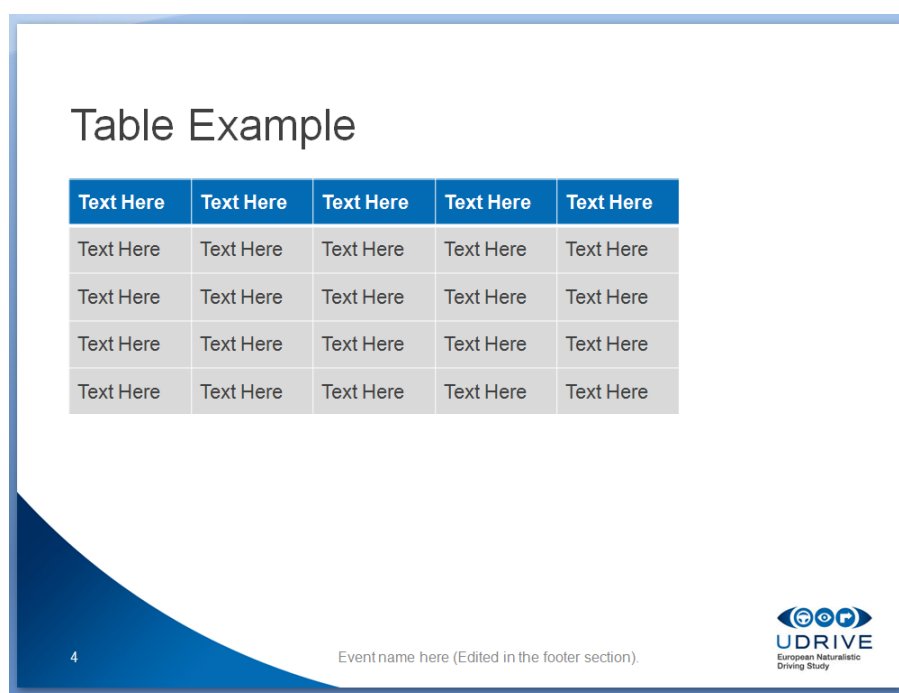 Table Example
Text Here Text Here Text Here Text Here Text Here
Text Here Text Here Text Here Text Here Text Here
Text Here Text Here Text Here Text Here Text Here
Text Here Text Here Text Here Text Here Text Here
Text Here Text Here Text Here Text Here Text Here
4
Event name here (Edited in the footer section).
UDRIVE
European Naturalistic
Driving Study